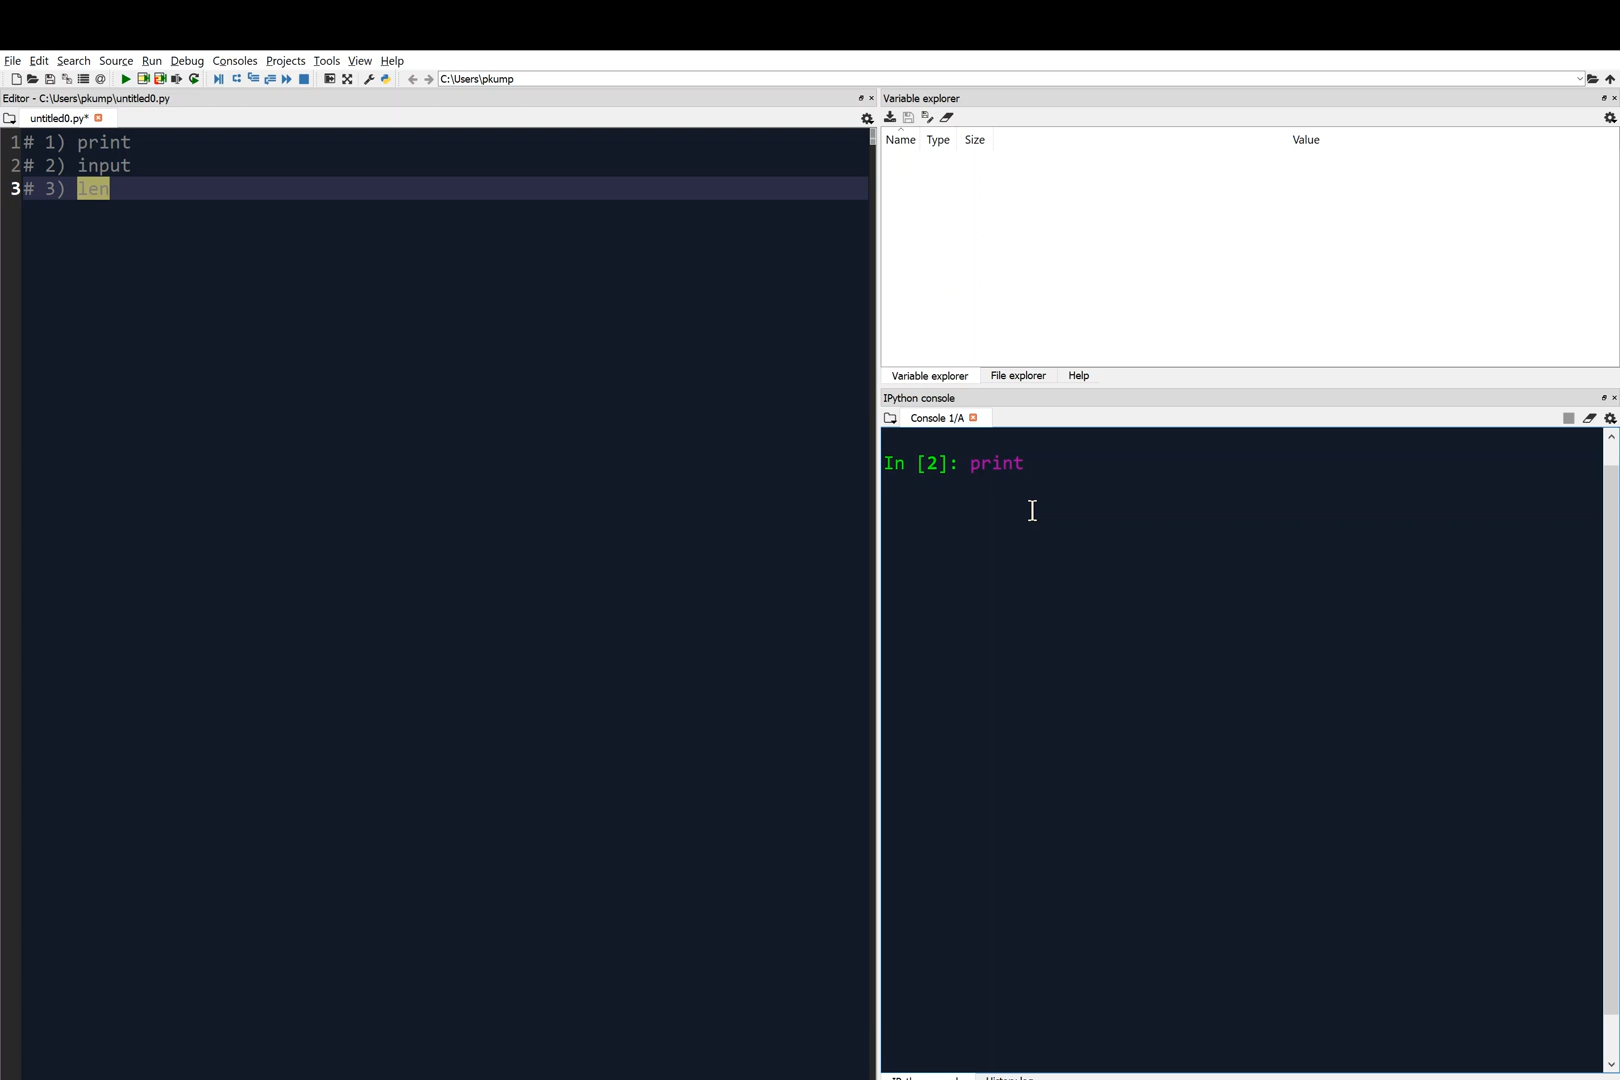 File Edit Search Source Run Debug Consoles Projects Tools View Help
C:\Users\pkump
Editor - C:\Users\pkump\untitled0.py
untitled0.py*
1# 1) print
2# 2) input
3# 3) len
Variable explorer
Name Type Size Value
Variable explorer File explorer Help
IPython console
Console 1/A
In [2]: print